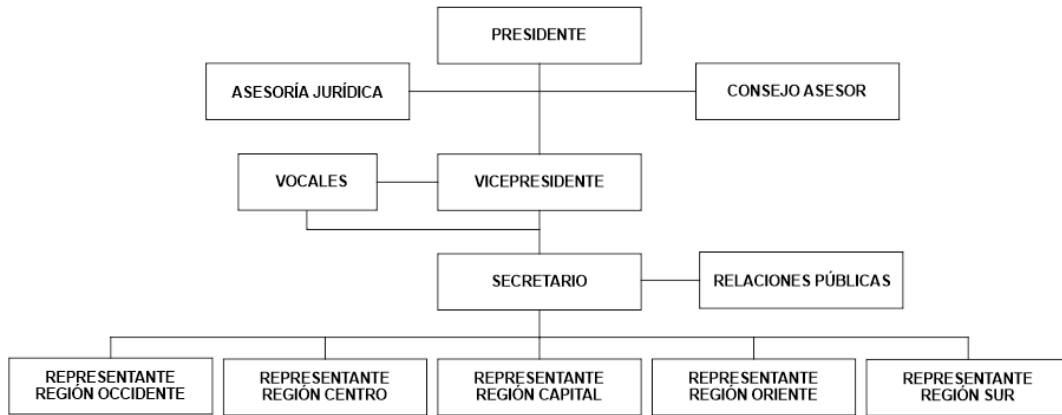 PRESIDENTE
ASESORÍA JURÍDICA
CONSEJO ASESOR
VOCALES
VICEPRESIDENTE
SECRETARIO
RELACIONES PÚBLICAS
REPRESENTANTE
REGIÓN OCCIDENTE
REPRESENTANTE
REGIÓN CENTRO
REPRESENTANTE
REGIÓN CAPITAL
REPRESENTANTE
REGIÓN ORIENTE
REPRESENTANTE
REGIÓN SUR